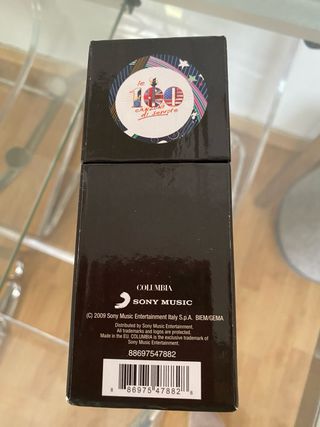 le
100
canzoni
di sempre
COLUMBIA
SONY MUSIC
(C) 2009 Sony Music Entertainment Italy S.p.A. BIEM/GEMA
Distributed by Sony Music Entertainment.
All trademarks and logos are protected.
Made in the EU. COLUMBIA is the exclusive trademark of
Sony Music Entertainment.
88697547882
8 86975 47882 8